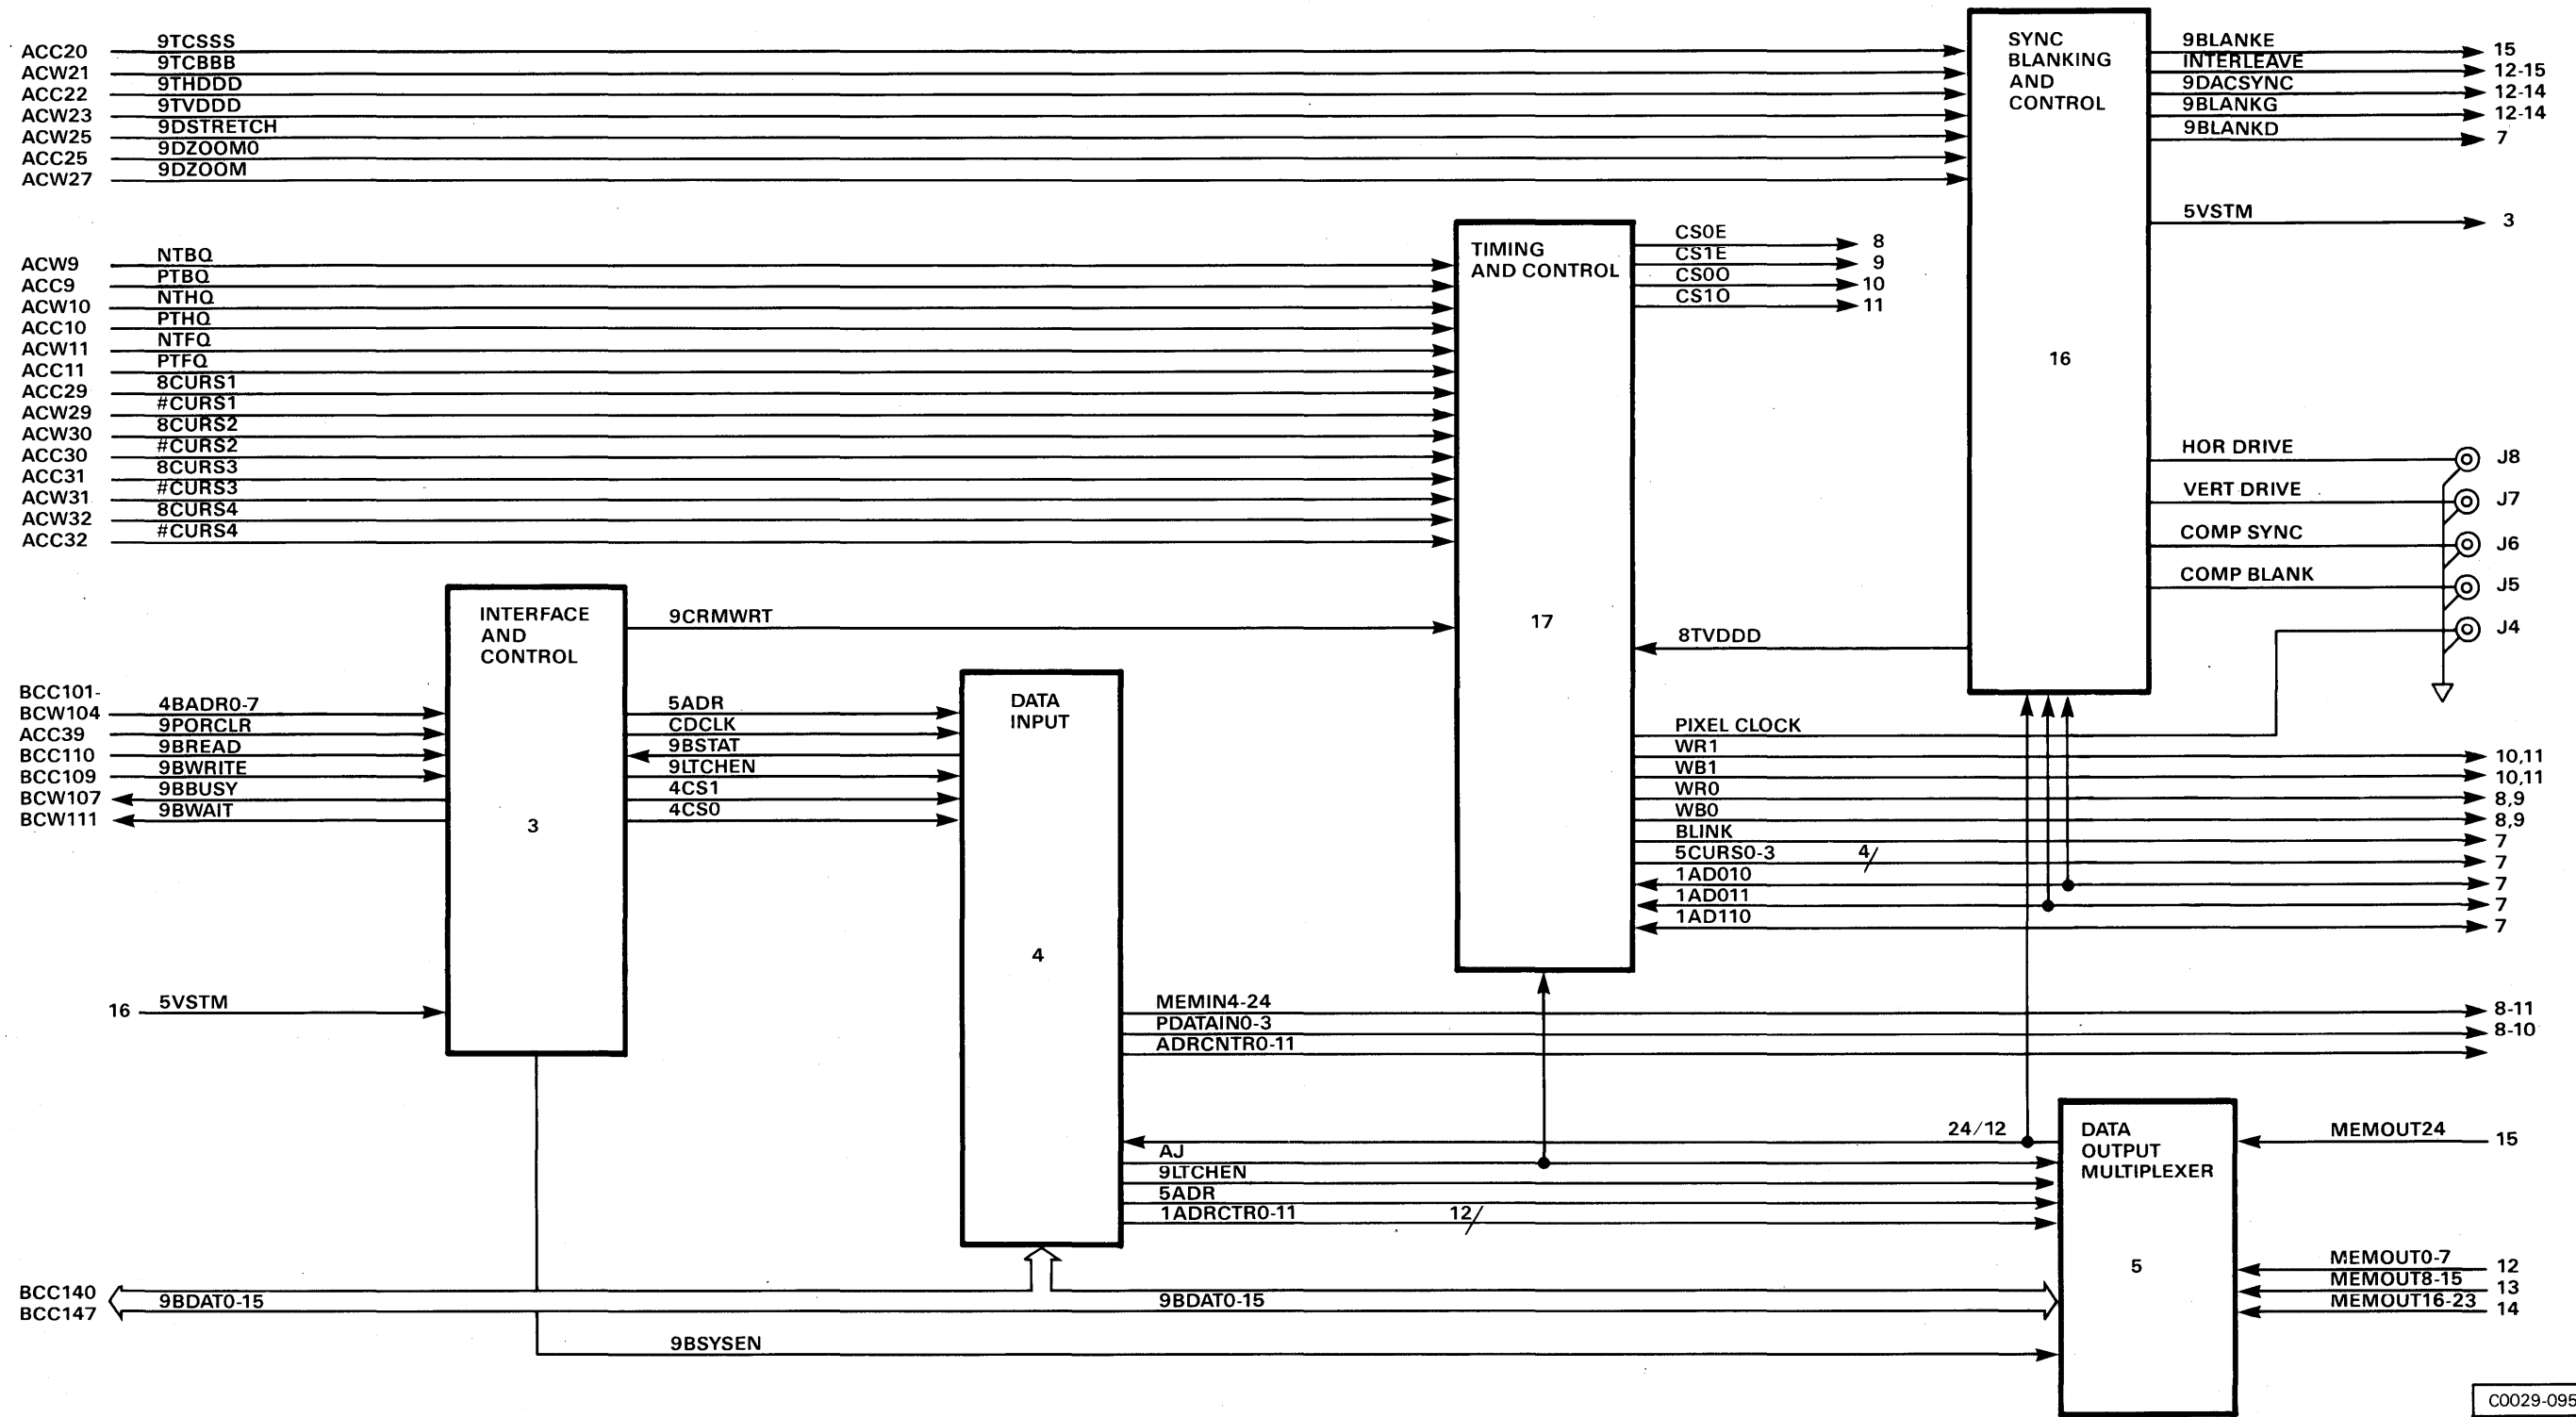 ACC20 9TCSSS
ACW21 9TCBBB
ACC22 9THDDD
ACW23 9TVDDD
ACW25 9DSTRETCH
ACC25 9DZOOM0
ACW27 9DZOOM
SYNC
BLANKING
AND
CONTROL
16
9BLANKE 15
INTERLEAVE 12-15
9DACSYNC 12-14
9BLANKG 12-14
9BLANKD 7
5VSTM 3
ACW9 NTBQ
ACC9 PTBQ
ACW10 NTHQ
ACC10 PTHQ
ACW11 NTFQ
ACC11 PTFQ
ACC29 8CURS1
ACW29 #CURS1
ACW30 8CURS2
ACC30 #CURS2
ACC31 8CURS3
ACW31 #CURS3
ACW32 8CURS4
ACC32 #CURS4
TIMING
AND CONTROL
17
CS0E 8
CS1E 9
CS0O 10
CS1O 11
HOR DRIVE J8
VERT DRIVE J7
COMP SYNC J6
COMP BLANK J5
J4
8TVDDD
INTERFACE
AND
CONTROL
3
9CRMWRT
BCC101-
BCW104 4BADR0-7
ACC39 9PORCLR
BCC110 9BREAD
BCC109 9BWRITE
BCW107 9BBUSY
BCW111 9BWAIT
16 5VSTM
5ADR
CDCLK
9BSTAT
9LTCHEN
4CS1
4CS0
DATA
INPUT
4
PIXEL CLOCK
WR1 10,11
WB1 10,11
WR0 8,9
WB0 8,9
BLINK 7
5CURS0-3 4/ 7
1AD010 7
1AD011 7
1AD110 7
MEMIN4-24 8-11
PDATAIN0-3 8-10
ADRCNTR0-11
24/12
AJ
9LTCHEN
5ADR
1ADRCTR0-11 12/
DATA
OUTPUT
MULTIPLEXER
5
MEMOUT24 15
MEMOUT0-7 12
MEMOUT8-15 13
MEMOUT16-23 14
BCC140
BCC147
9BDAT0-15 9BDAT0-15
9BSYSEN
C0029-095